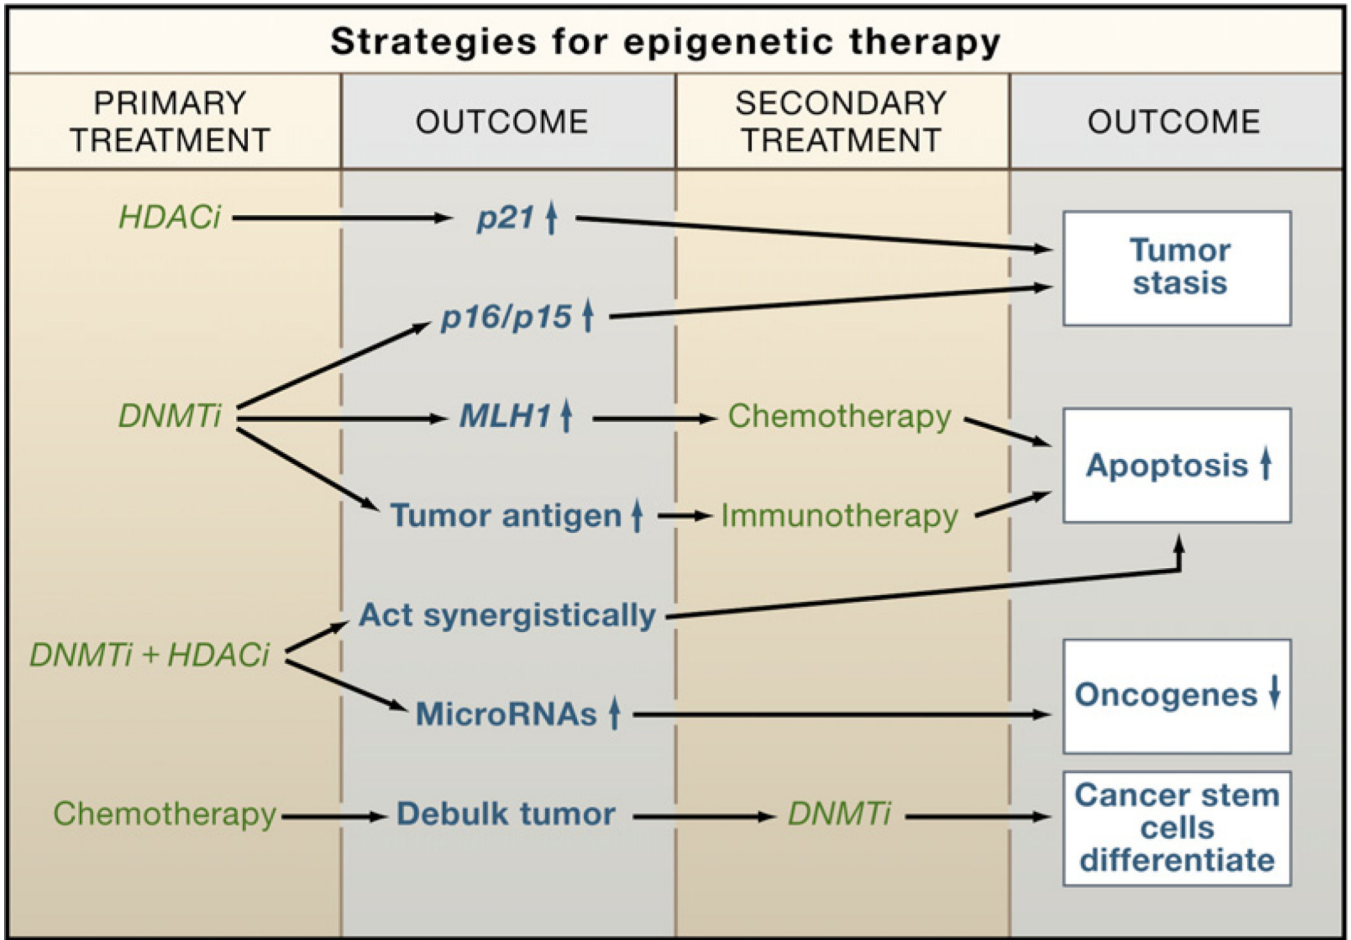 Strategies for epigenetic therapy
PRIMARY
TREATMENT
OUTCOME
SECONDARY
TREATMENT
OUTCOME
HDACi
p21
Tumor
stasis
p16/p15
DNMTi
MLH1
Chemotherapy
Apoptosis
Tumor antigen
Immunotherapy
Act synergistically
DNMTi + HDACi
MicroRNAs
Oncogenes
Chemotherapy
Debulk tumor
DNMTi
Cancer stem
cells
differentiate